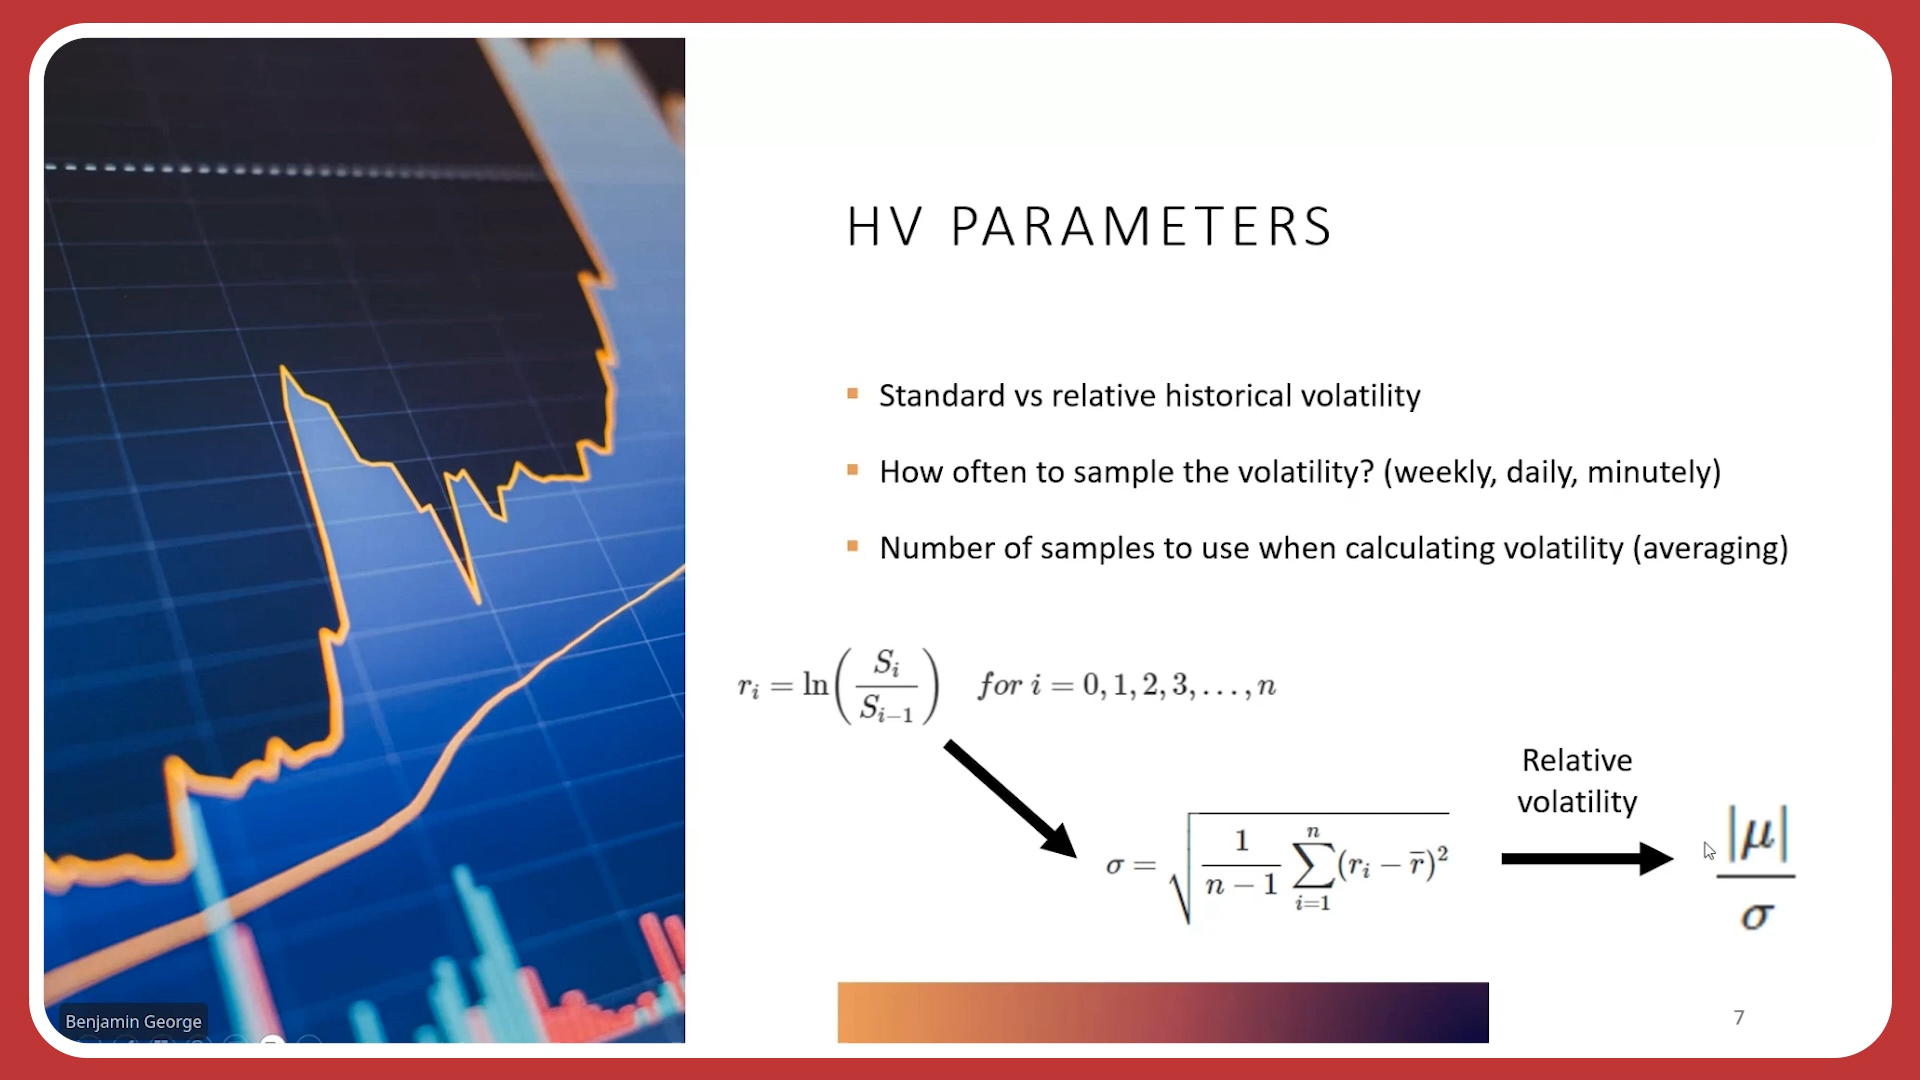 HV PARAMETERS
Standard vs relative historical volatility
How often to sample the volatility? (weekly, daily, minutely)
Number of samples to use when calculating volatility (averaging)
r_i = ln(S_i / S_{i−1}) for i = 0, 1, 2, 3, . . . , n
σ = √(1/(n − 1) ∑_{i=1}^{n} (r_i − r̅)²)
Relative
volatility
|μ| / σ
Benjamin George
7